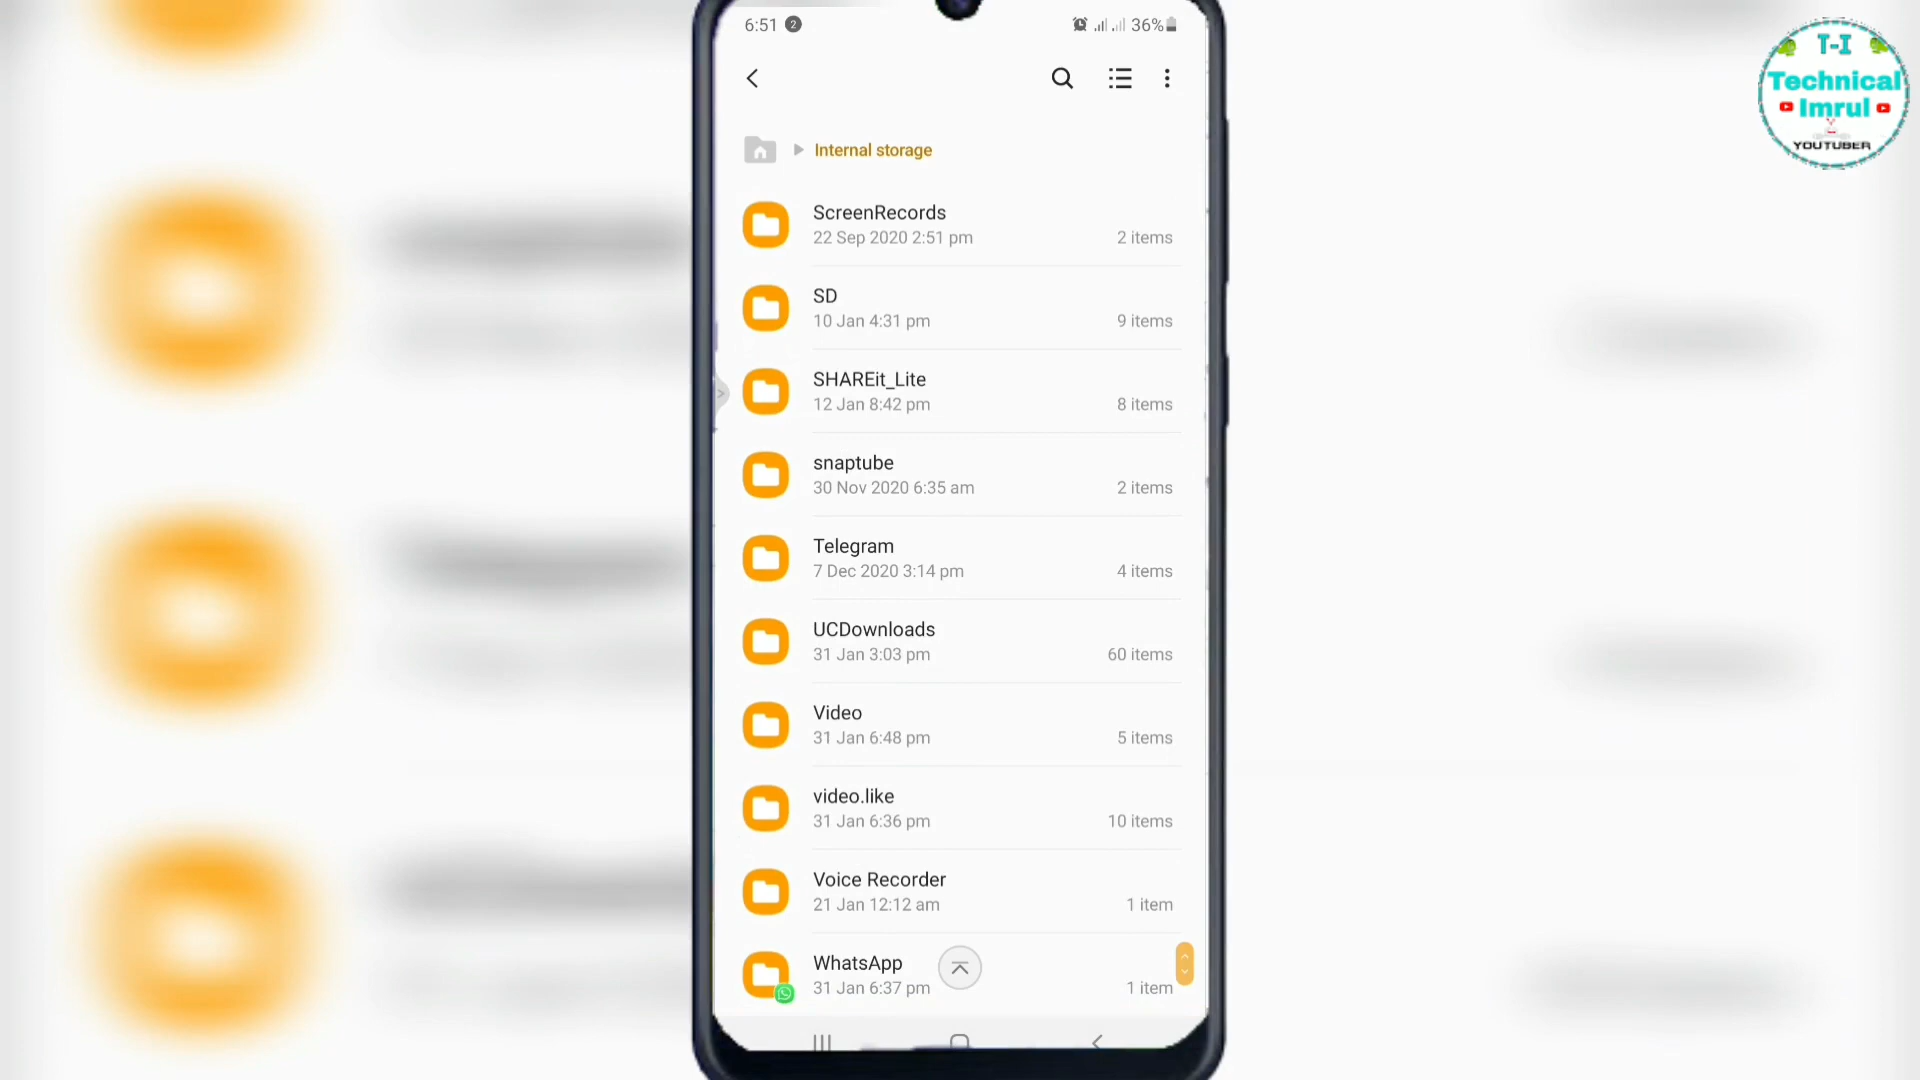 6:51 2 36%
Internal storage
ScreenRecords
22 Sep 2020 2:51 pm 2 items
SD
10 Jan 4:31 pm 9 items
SHAREit_Lite
12 Jan 8:42 pm 8 items
snaptube
30 Nov 2020 6:35 am 2 items
Telegram
7 Dec 2020 3:14 pm 4 items
UCDownloads
31 Jan 3:03 pm 60 items
Video
31 Jan 6:48 pm 5 items
video.like
31 Jan 6:36 pm 10 items
Voice Recorder
21 Jan 12:12 am 1 item
WhatsApp
31 Jan 6:37 pm 1 item
T-I
Technical
Imrul
YOUTUBER